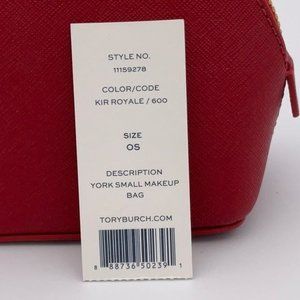 STYLE NO.
11159278
COLOR/CODE
KIR ROYALE / 600
SIZE
OS
DESCRIPTION
YORK SMALL MAKEUP
BAG
TORYBURCH.COM
8 88736 50239 1